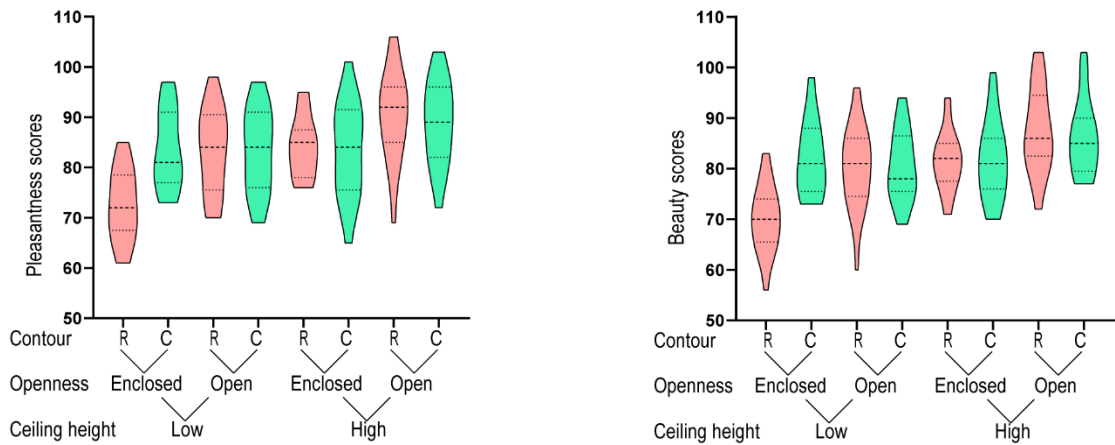 110
100
90
80
70
60
50
Pleasantness scores
Contour R C R C R C R C
Openness Enclosed Open Enclosed Open
Ceiling height Low High
110
100
90
80
70
60
50
Beauty scores
Contour R C R C R C R C
Openness Enclosed Open Enclosed Open
Ceiling height Low High